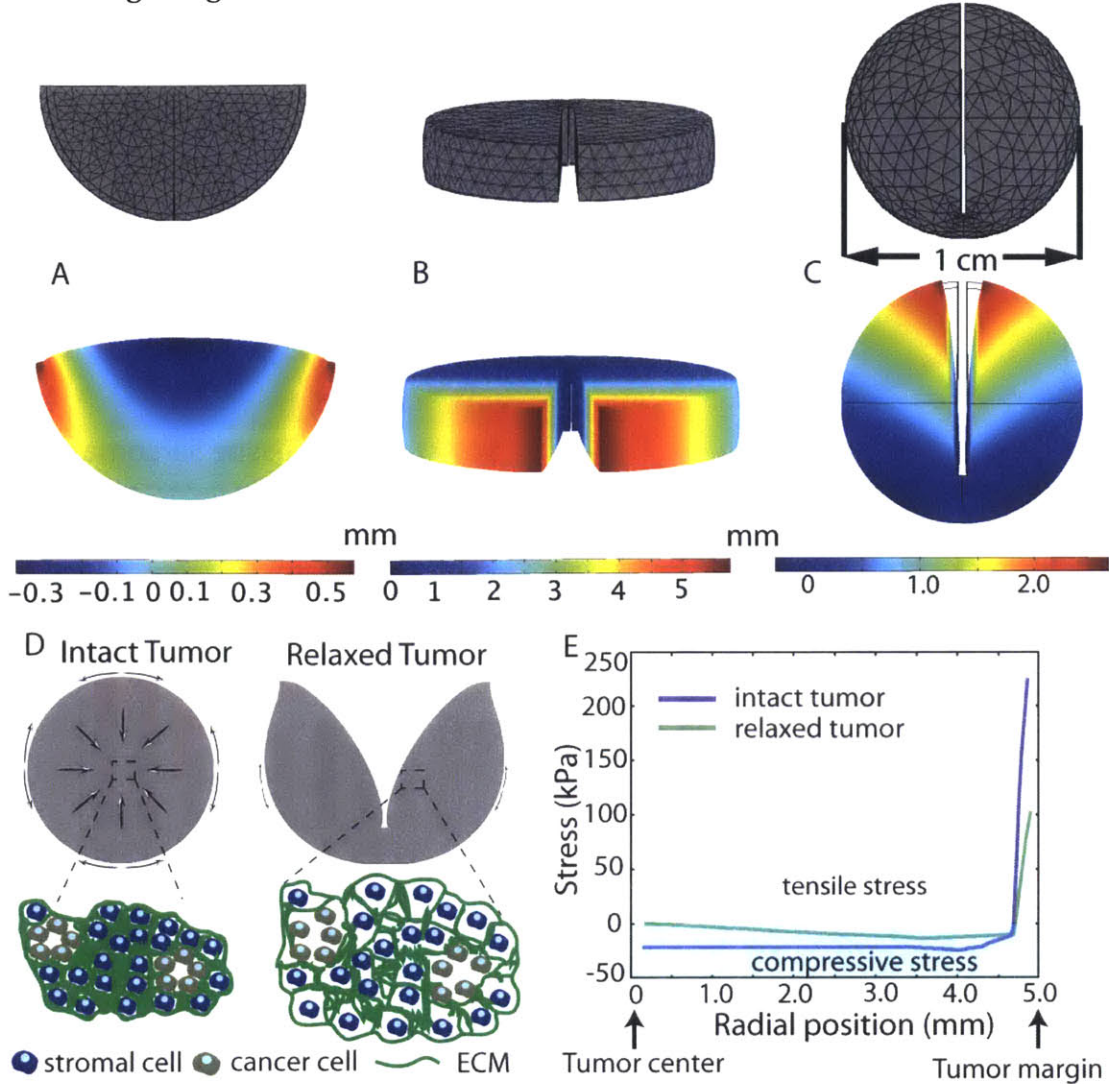 1 cm
A
B
C
mm
mm
-0.3 -0.1 0 0.1 0.3 0.5
0 1 2 3 4 5
0 1.0 2.0
D
Intact Tumor
Relaxed Tumor
stromal cell
cancer cell
ECM
E
250
200
150
100
50
0
-50
Stress (kPa)
intact tumor
relaxed tumor
tensile stress
compressive stress
0 1.0 2.0 3.0 4.0 5.0
Radial position (mm)
Tumor center
Tumor margin